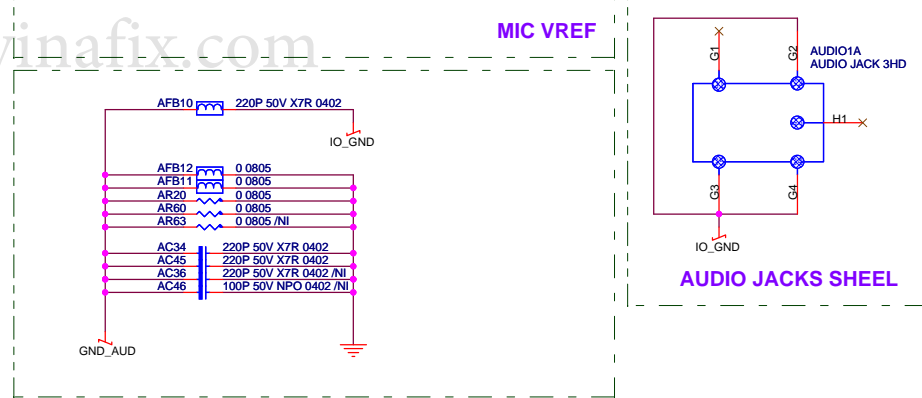 vinafix.com
MIC VREF
AFB10 220P 50V X7R 0402
IO_GND
AFB12 0 0805
AFB11 0 0805
AR20 0 0805
AR60 0 0805
AR63 0 0805 /NI
AC34 220P 50V X7R 0402
AC45 220P 50V X7R 0402
AC36 220P 50V X7R 0402 /NI
AC46 100P 50V NPO 0402 /NI
GND_AUD
G1
G2
AUDIO1A
AUDIO JACK 3HD
H1
G3
G4
IO_GND
AUDIO JACKS SHEEL